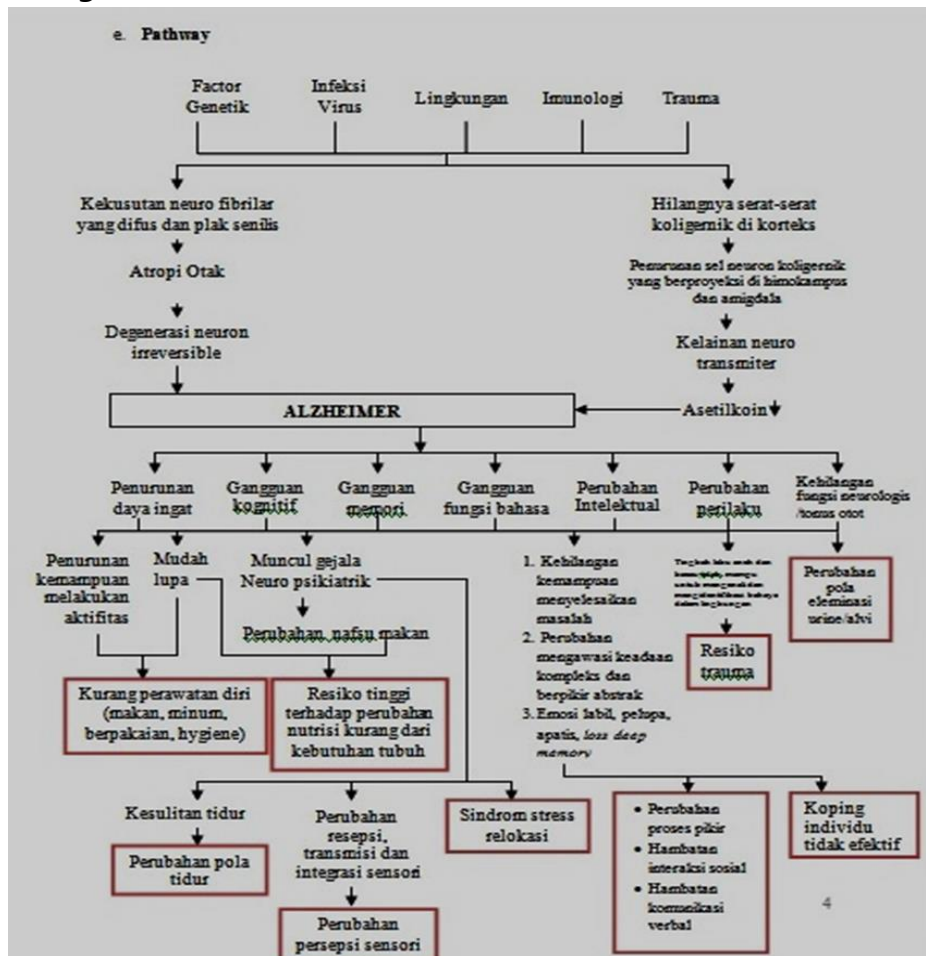 e. Pathway
Factor
Genetik
Infeksi
Virus
Lingkungan
Imunologi
Trauma
Kekusutan neuro fibrilar
yang difus dan plak senilis
Hilangnya serat-serat
koligernik di korteks
Atropi Otak
Penurunan sel neuron koligernik
yang berproyeksi di himokampus
dan amigdala
Degenerasi neuron
irreversible
Kelainan neuro
transmiter
ALZHEIMER
Asetilkoin
Penurunan
daya ingat
Gangguan
kognitif
Gangguan
memori
Gangguan
fungsi bahasa
Perubahan
Intelektual
Perubahan
perilaku
Kehilangan
fungsi neurologis
/tonus otot
Penurunan
kemampuan
melakukan
aktifitas
Mudah
lupa
Muncul gejala
Neuro psikiatrik
Perubahan nafsu makan
1. Kehilangan
kemampuan
menyelesaikan
masalah
2. Perubahan
mengawasi keadaan
kompleks dan
berpikir abstrak
3. Emosi labil, pelupa,
apatis, loss deep
memory
Perubahan
pola
eleminasi
urine/alvi
Resiko
trauma
Kurang perawatan diri
(makan, minum,
berpakaian, hygiene)
Resiko tinggi
terhadap perubahan
nutrisi kurang dari
kebutuhan tubuh
Kesulitan tidur
Perubahan pola
tidur
Perubahan
resepsi,
transmisi dan
integrasi sensori
Perubahan
persepsi sensori
Sindrom stress
relokasi
• Perubahan
proses pikir
• Hambatan
interaksi sosial
• Hambatan
komunikasi
verbal
Koping
individu
tidak efektif
4